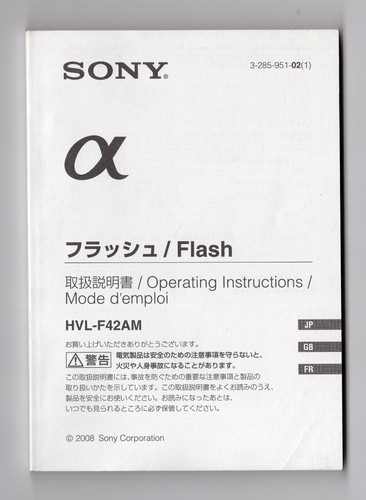 SONY®
3-285-951-02(1)
α
フラッシュ / Flash
取扱説明書 / Operating Instructions /
Mode d'emploi
HVL-F42AM
JP
GB
FR
お買い上げいただきありがとうございます。
⚠警告 電気製品は安全のための注意事項を守らないと、
火災や人身事故になることがあります。
この取扱説明書には、事故を防ぐための重要な注意事項と製品の
取り扱いかたを示しています。この取扱説明書をよくお読みのうえ、
製品を安全にお使いください。お読みになったあとは、
いつでも見られるところに必ず保管してください。
© 2008 Sony Corporation